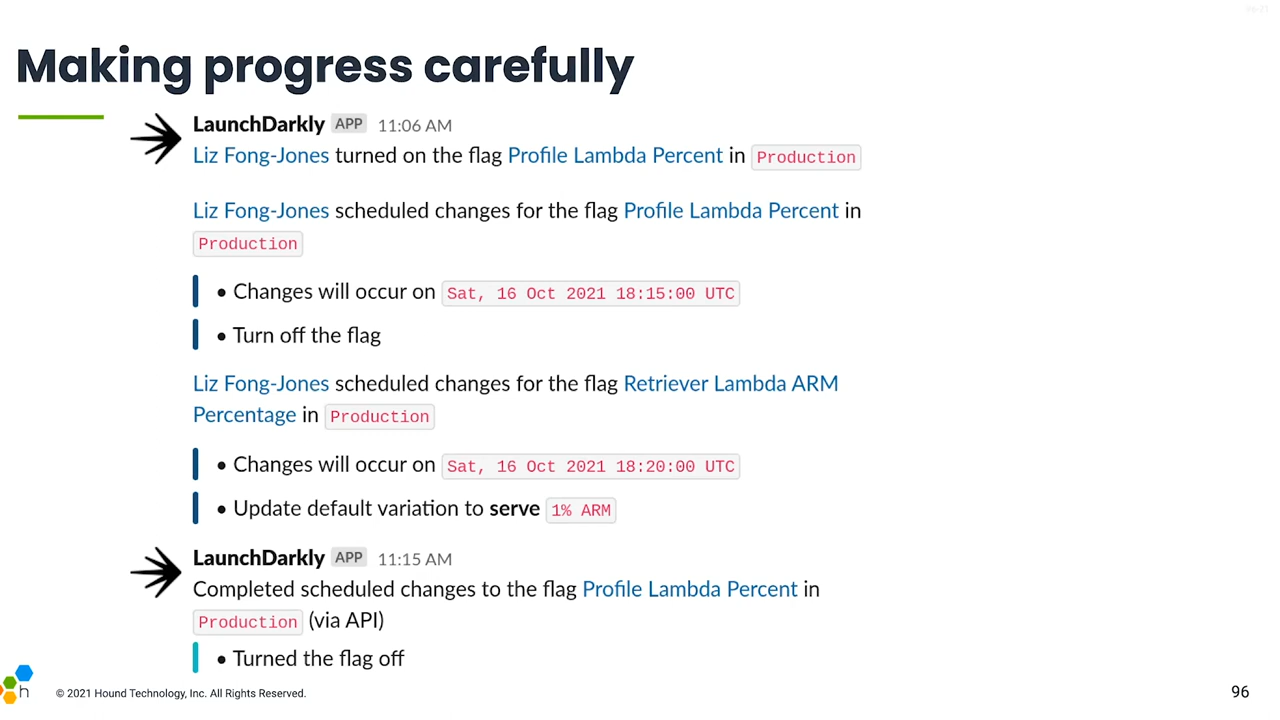 Making progress carefully
LaunchDarkly APP 11:06 AM
Liz Fong-Jones turned on the flag Profile Lambda Percent in Production
Liz Fong-Jones scheduled changes for the flag Profile Lambda Percent in
Production
• Changes will occur on Sat, 16 Oct 2021 18:15:00 UTC
• Turn off the flag
Liz Fong-Jones scheduled changes for the flag Retriever Lambda ARM
Percentage in Production
• Changes will occur on Sat, 16 Oct 2021 18:20:00 UTC
• Update default variation to serve 1% ARM
LaunchDarkly APP 11:15 AM
Completed scheduled changes to the flag Profile Lambda Percent in
Production (via API)
• Turned the flag off
h © 2021 Hound Technology, Inc. All Rights Reserved.
96